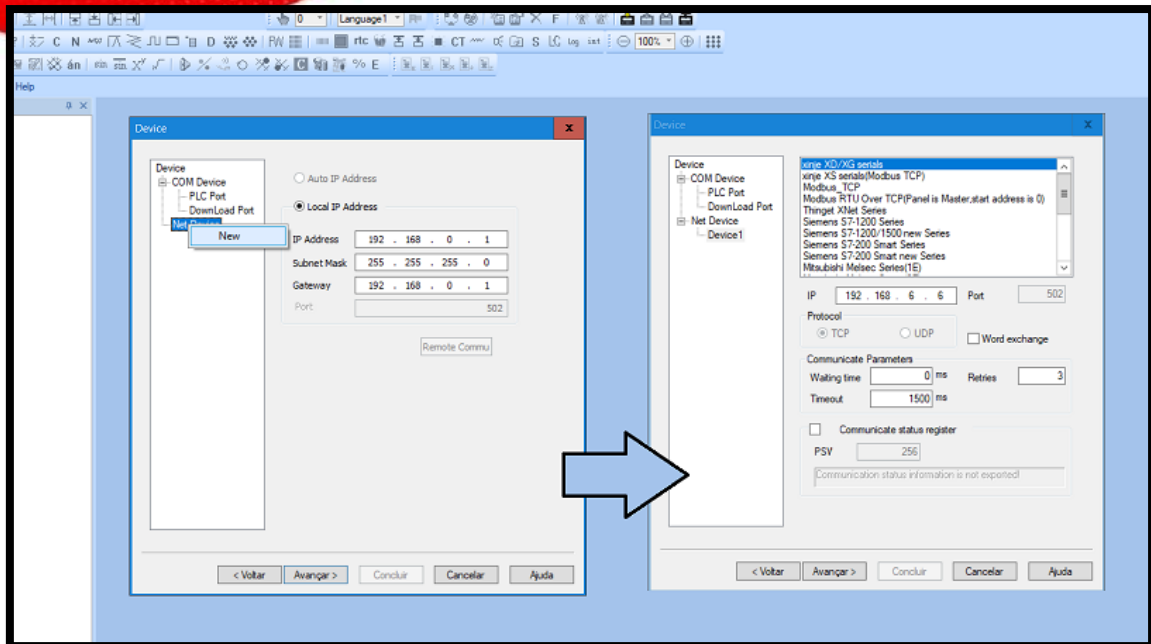 0
Language1
C N
D
RW
rtc
CT
S
100%
án
% E
Help
Device
Device
COM Device
PLC Port
DownLoad Port
Net Device
New
Auto IP Address
Local IP Address
IP Address 192 . 168 . 0 . 1
Subnet Mask 255 . 255 . 255 . 0
Gateway 192 . 168 . 0 . 1
Port 502
Remote Commu
< Voltar Avançar > Concluir Cancelar Ajuda
Device
Device
COM Device
PLC Port
DownLoad Port
Net Device
Device1
xinje XD/XG serials
xinje XS serials(Modbus TCP)
Modbus_TCP
Modbus RTU Over TCP(Panel is Master,start address is 0)
Thinget XNet Series
Siemens S7-1200 Series
Siemens S7-1200/1500 new Series
Siemens S7-200 Smart Series
Siemens S7-200 Smart new Series
Mitsubishi Melsec Series(1E)
IP 192 . 168 . 6 . 6 Port 502
Protocol
TCP UDP Word exchange
Communicate Parameters
Waiting time 0 ms Retries 3
Timeout 1500 ms
Communicate status register
PSV 256
Communication status information is not exported!
< Voltar Avançar > Concluir Cancelar Ajuda